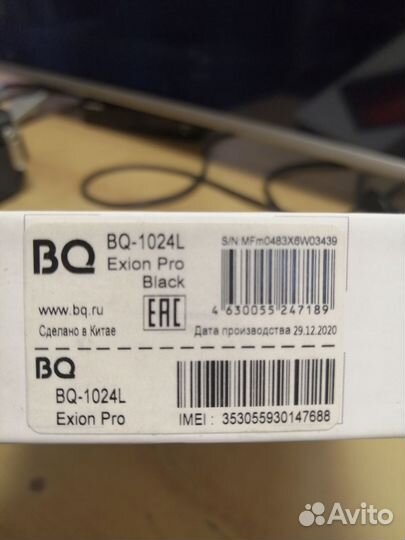 BQ
BQ-1024L
Exion Pro
Black
S/N:MFm0483X6W03439
4 630055 247189
www.bq.ru
Сделано в Китае
EAC
Дата производства 29.12.2020
BQ
BQ-1024L
Exion Pro
IMEI : 353055930147688
Avito